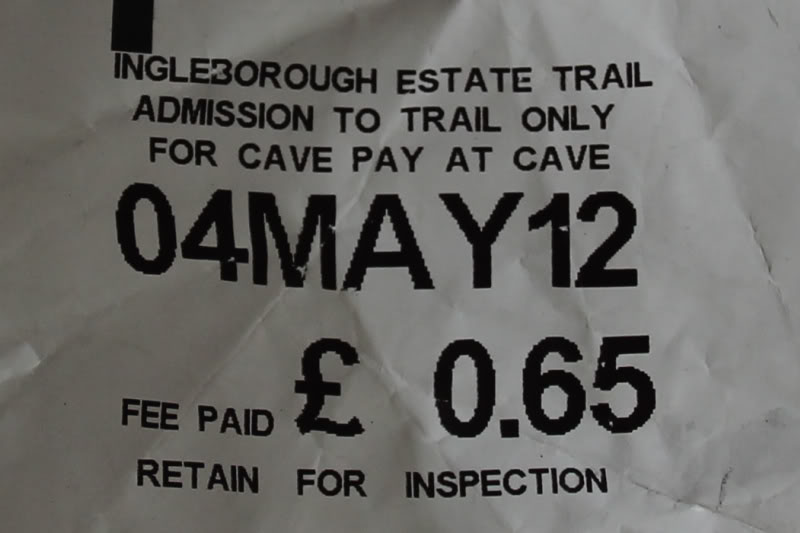 INGLEBOROUGH ESTATE TRAIL
ADMISSION TO TRAIL ONLY
FOR CAVE PAY AT CAVE
04MAY12
FEE PAID £ 0.65
RETAIN FOR INSPECTION